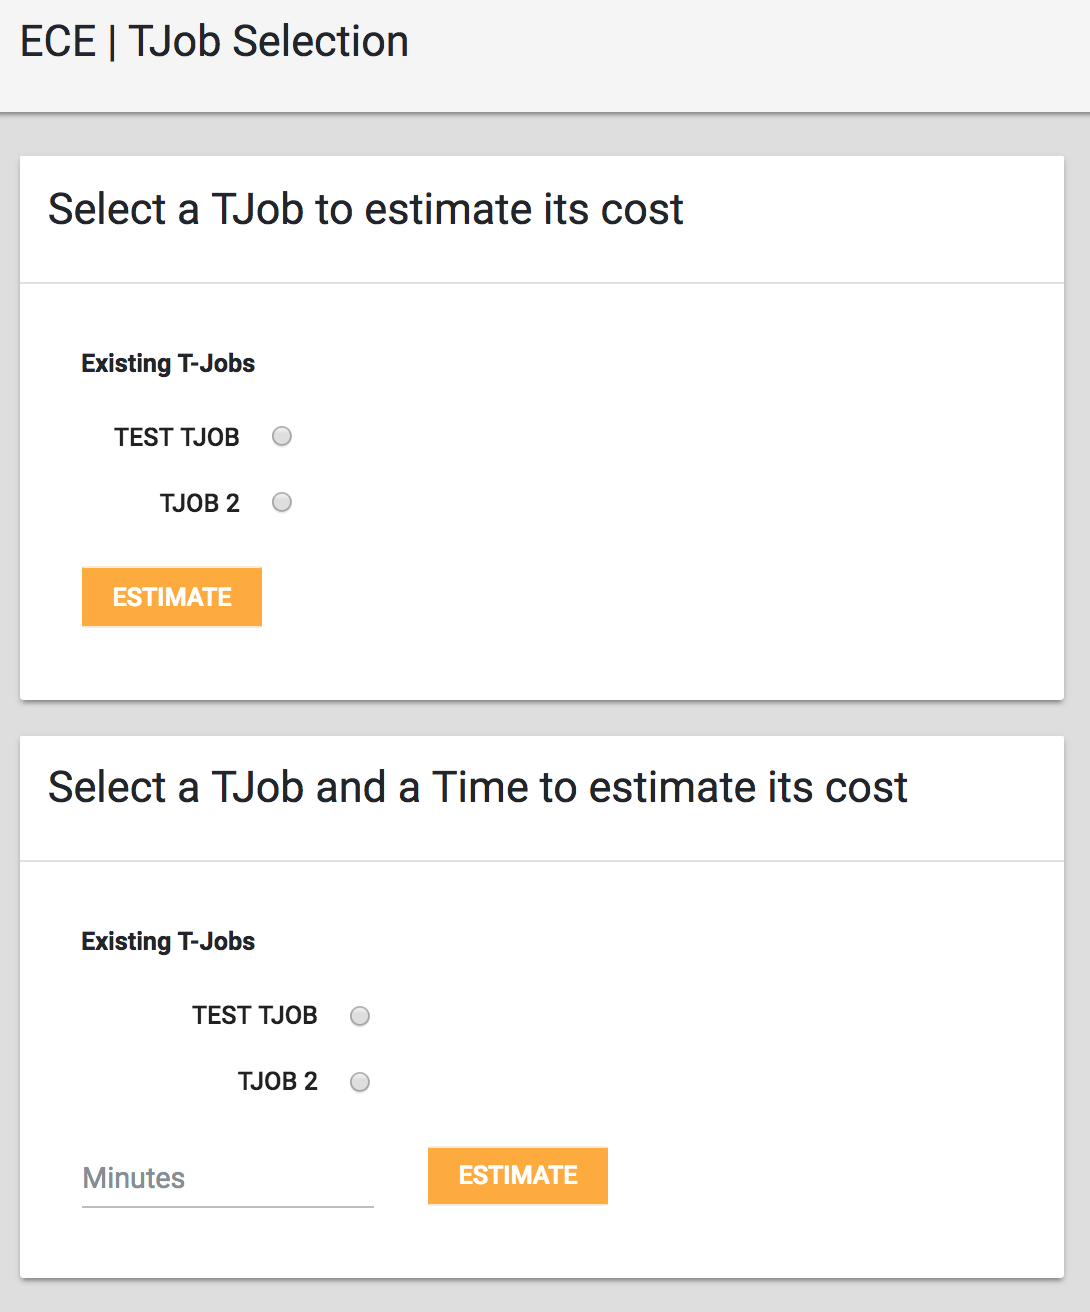 ECE | TJob Selection
Select a TJob to estimate its cost
Existing T-Jobs
TEST TJOB
TJOB 2
ESTIMATE
Select a TJob and a Time to estimate its cost
Existing T-Jobs
TEST TJOB
TJOB 2
Minutes
ESTIMATE